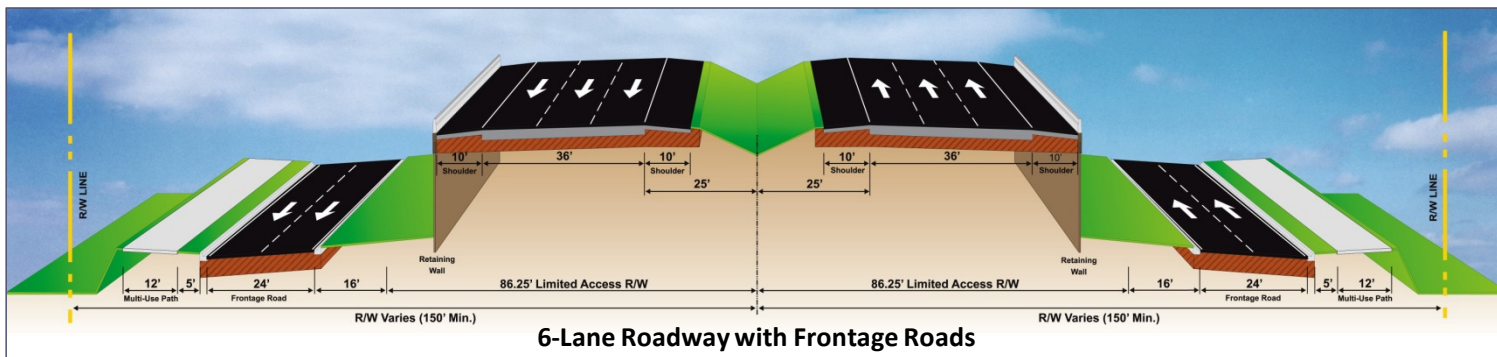 R/W LINE
10'
Shoulder
36'
10'
Shoulder
25'
10'
Shoulder
36'
10'
Shoulder
25'
R/W LINE
Retaining
Wall
Retaining
Wall
12'
Multi-Use Path
5'
24'
Frontage Road
16'
86.25' Limited Access R/W
86.25' Limited Access R/W
16'
24'
Frontage Road
5'
12'
Multi-Use Path
R/W Varies (150' Min.)
R/W Varies (150' Min.)
6-Lane Roadway with Frontage Roads